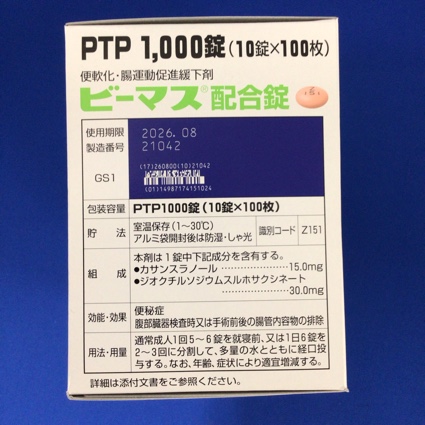 PTP 1,000錠(10錠×100枚)
便軟化・腸運動促進緩下剤
ビーマス®配合錠
使用期限 2026.08
製造番号 21042
(17)260800(10)21042
GS1
(01)14987174151024
包装容量 PTP1000錠(10錠×100枚)
貯法 室温保存(1～30℃) 識別コード Z151
アルミ袋開封後は防湿・しゃ光
本剤は1錠中下記成分を含有する。
組成 ・カサンスラノール ……………… 15.0mg
・ジオクチルソジウムスルホサクシネート
……………… 30.0mg
効能・効果 便秘症
腹部臓器検査時又は手術前後の腸管内容物の排除
通常成人1回5～6錠を就寝前、又は1日6錠を
用法・用量 2～3回に分割して、多量の水とともに経口投
与する。なお、年齢、症状により適宜増減する。
詳細は添付文書をご参照ください。